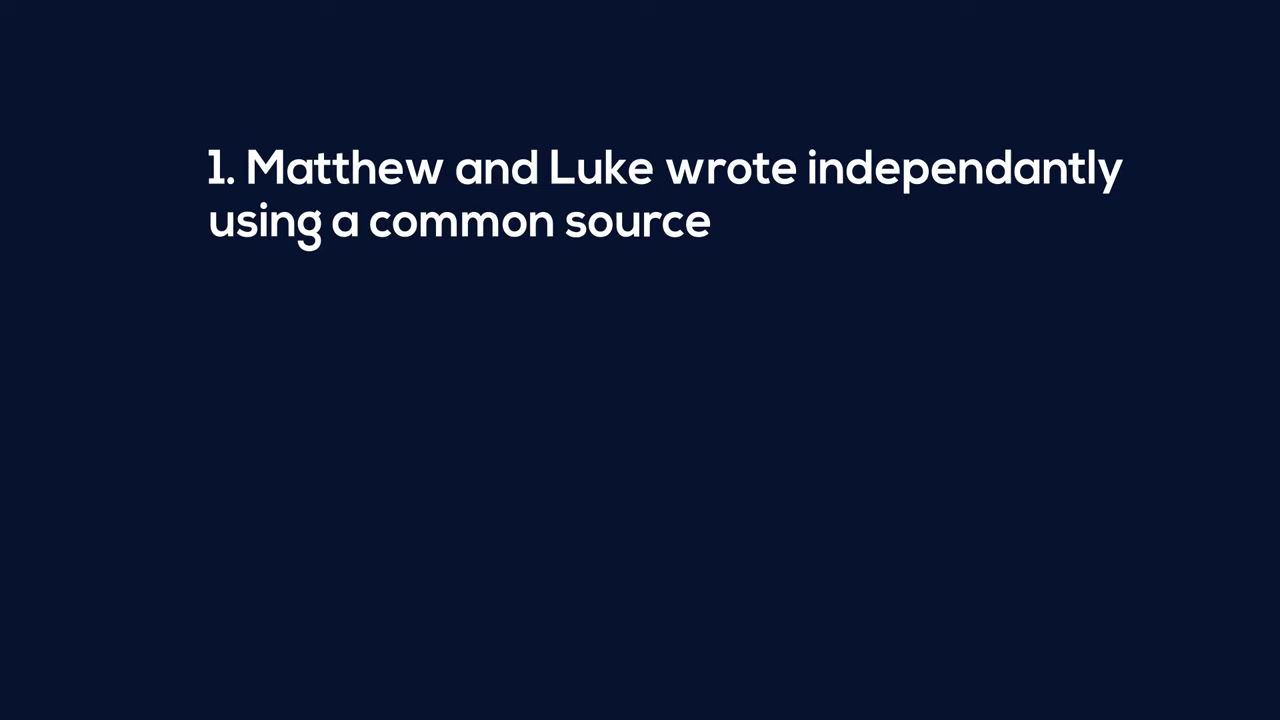 1. Matthew and Luke wrote independantly
using a common source